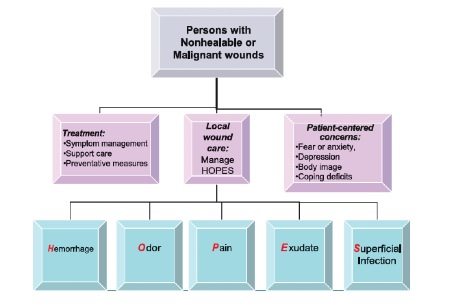 Persons with
Nonhealable or
Malignant wounds
Treatment:
•Symptom management
•Support care
•Preventative measures
Local
wound
care:
Manage
HOPES
Patient-centered
concerns:
•Fear or anxiety,
•Depression
•Body image
•Coping deficits
Hemorrhage
Odor
Pain
Exudate
Superficial
Infection